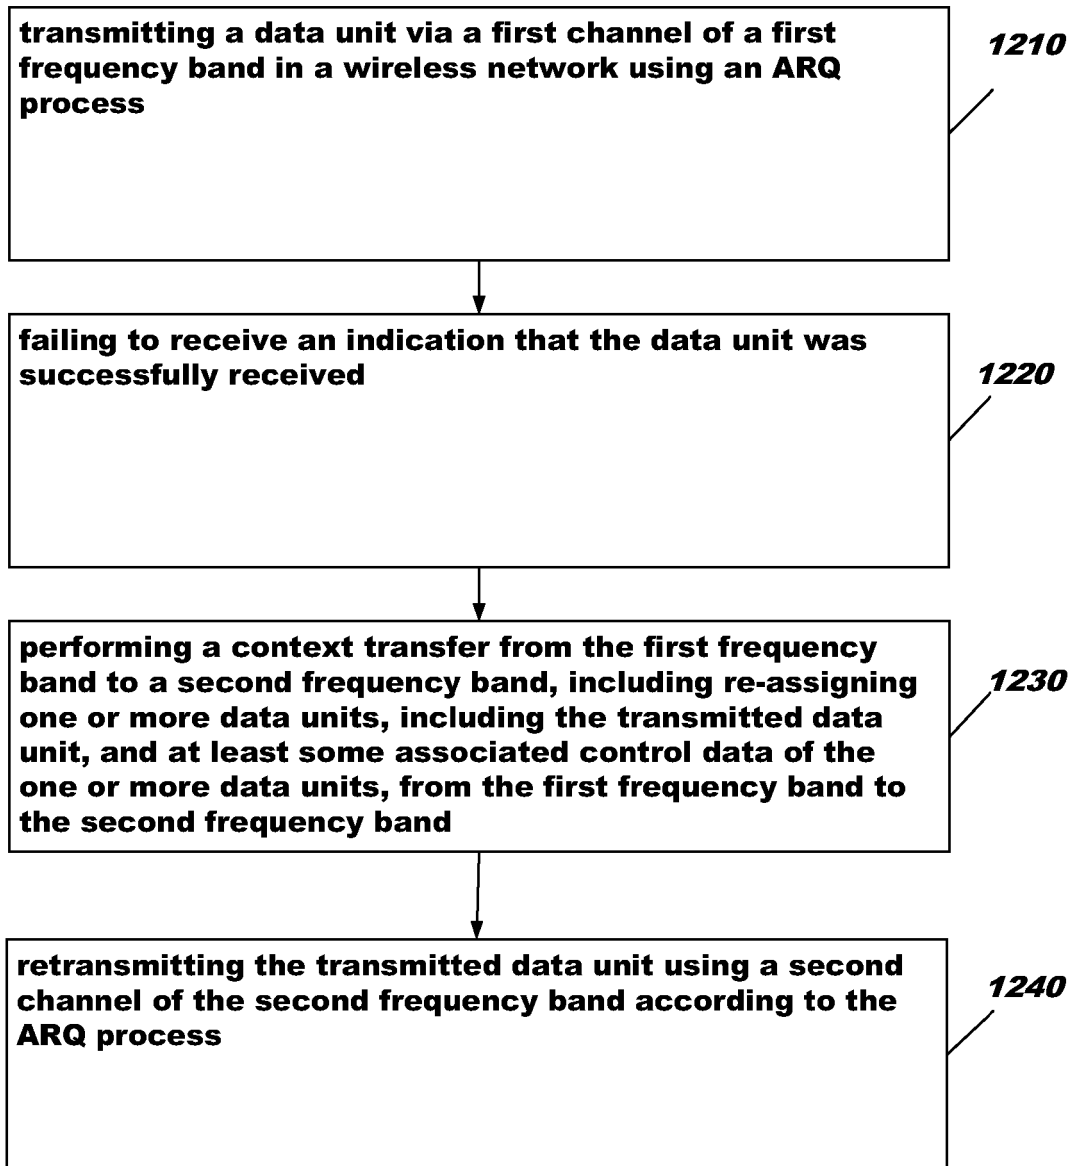 transmitting a data unit via a first channel of a first
frequency band in a wireless network using an ARQ
process
1210
failing to receive an indication that the data unit was
successfully received
1220
performing a context transfer from the first frequency
band to a second frequency band, including re-assigning
one or more data units, including the transmitted data
unit, and at least some associated control data of the
one or more data units, from the first frequency band to
the second frequency band
1230
retransmitting the transmitted data unit using a second
channel of the second frequency band according to the
ARQ process
1240